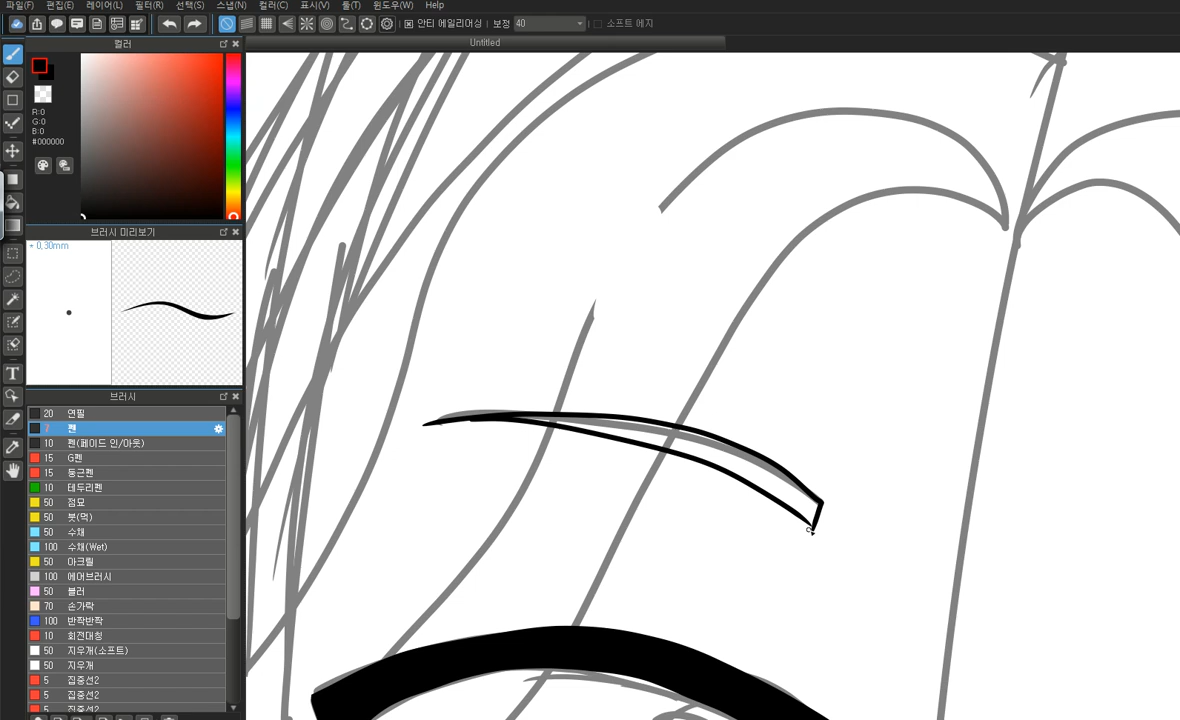 파일(F) 편집(E) 레이어(L) 필터(R) 선택(S) 스냅(N) 컬러(C) 표시(V) 툴(T) 윈도우(W) Help
안티 에일리어싱 보정 40 소프트 에지
컬러
Untitled
R:0
G:0
B:0
#000000
브러시 미리보기
* 0.30mm
브러시
20 연필
7 펜
10 펜(페이드 인/아웃)
15 G펜
15 둥근펜
10 테두리펜
50 점묘
50 붓(먹)
50 수채
100 수채(Wet)
50 아크릴
100 에어브러시
50 블러
70 손가락
100 반짝반짝
10 회전대칭
50 지우개(소프트)
50 지우개
5 집중선2
5 집중선2
5 집중선2